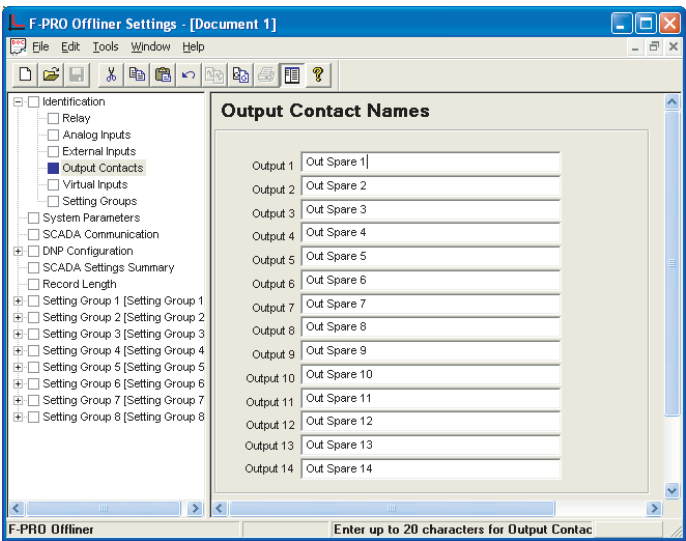 F-PRO Offliner Settings - [Document 1]
File Edit Tools Window Help
Identification
Relay
Analog Inputs
External Inputs
Output Contacts
Virtual Inputs
Setting Groups
System Parameters
SCADA Communication
DNP Configuration
SCADA Settings Summary
Record Length
Setting Group 1 [Setting Group 1
Setting Group 2 [Setting Group 2
Setting Group 3 [Setting Group 3
Setting Group 4 [Setting Group 4
Setting Group 5 [Setting Group 5
Setting Group 6 [Setting Group 6
Setting Group 7 [Setting Group 7
Setting Group 8 [Setting Group 8
Output Contact Names
Output 1 Out Spare 1
Output 2 Out Spare 2
Output 3 Out Spare 3
Output 4 Out Spare 4
Output 5 Out Spare 5
Output 6 Out Spare 6
Output 7 Out Spare 7
Output 8 Out Spare 8
Output 9 Out Spare 9
Output 10 Out Spare 10
Output 11 Out Spare 11
Output 12 Out Spare 12
Output 13 Out Spare 13
Output 14 Out Spare 14
F-PRO Offliner
Enter up to 20 characters for Output Contac